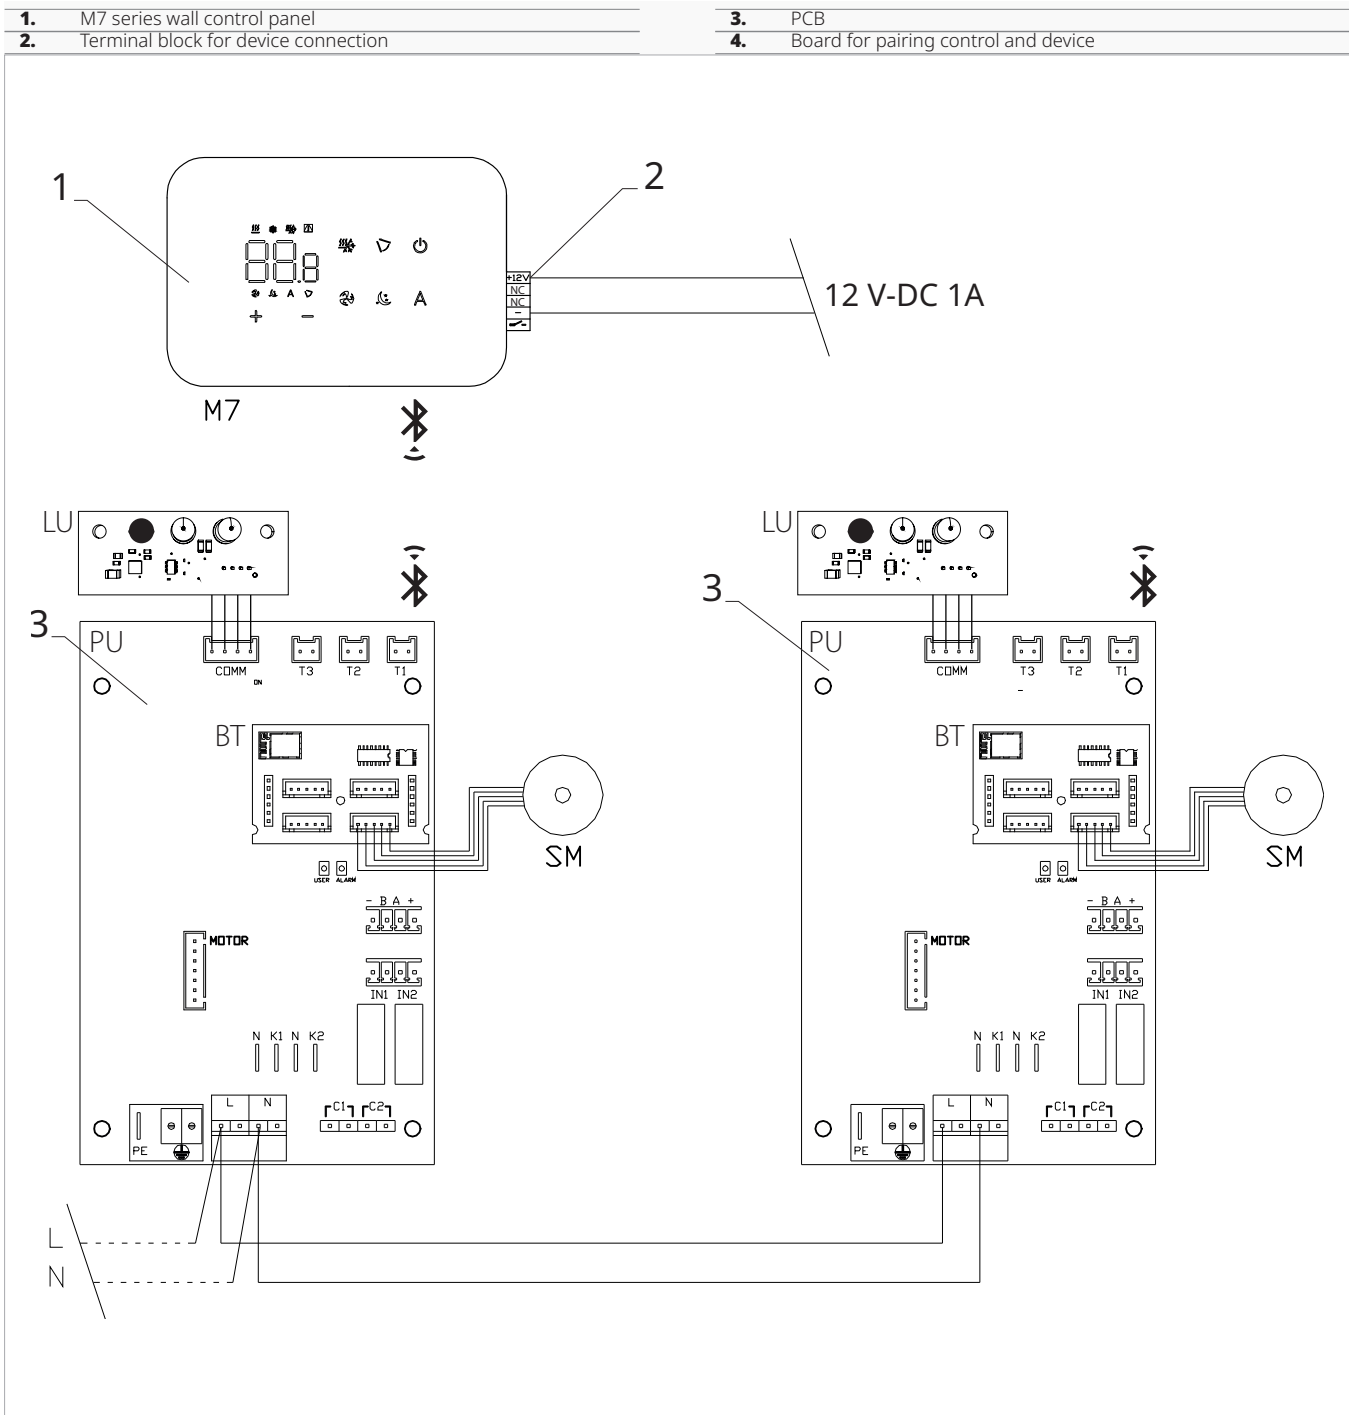 1. M7 series wall control panel
2. Terminal block for device connection
3. PCB
4. Board for pairing control and device
1
2
+12V
NC
NC
-
12 V-DC 1A
A
A
+ -
M7
LU
LU
3
3
PU
PU
COMM T3 T2 T1
ON
COMM T3 T2 T1
-
BT
BT
SM
SM
USER ALARM
USER ALARM
- B A +
- B A +
MOTOR
MOTOR
IN1 IN2
IN1 IN2
N K1 N K2
N K1 N K2
L N
C1 C2
L N
C1 C2
PE
PE
L
N